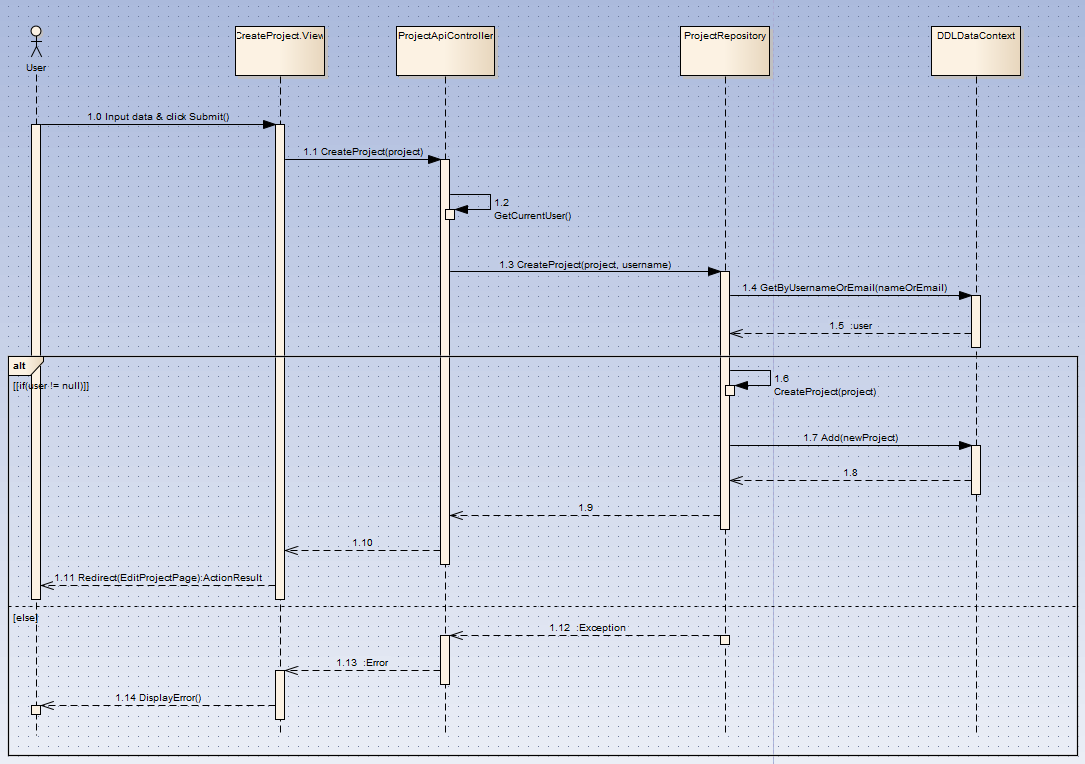 CreateProject.View
ProjectApiController
ProjectRepository
DDLDataContext
User
1.0 Input data & click Submit()
1.1 CreateProject(project)
1.2
GetCurrentUser()
1.3 CreateProject(project, username)
1.4 GetByUsernameOrEmail(nameOrEmail)
1.5 :user
alt
[[if(user != null)]]
1.6
CreateProject(project)
1.7 Add(newProject)
1.8
1.9
1.10
1.11 Redirect(EditProjectPage):ActionResult
[else]
1.12 :Exception
1.13 :Error
1.14 DisplayError()